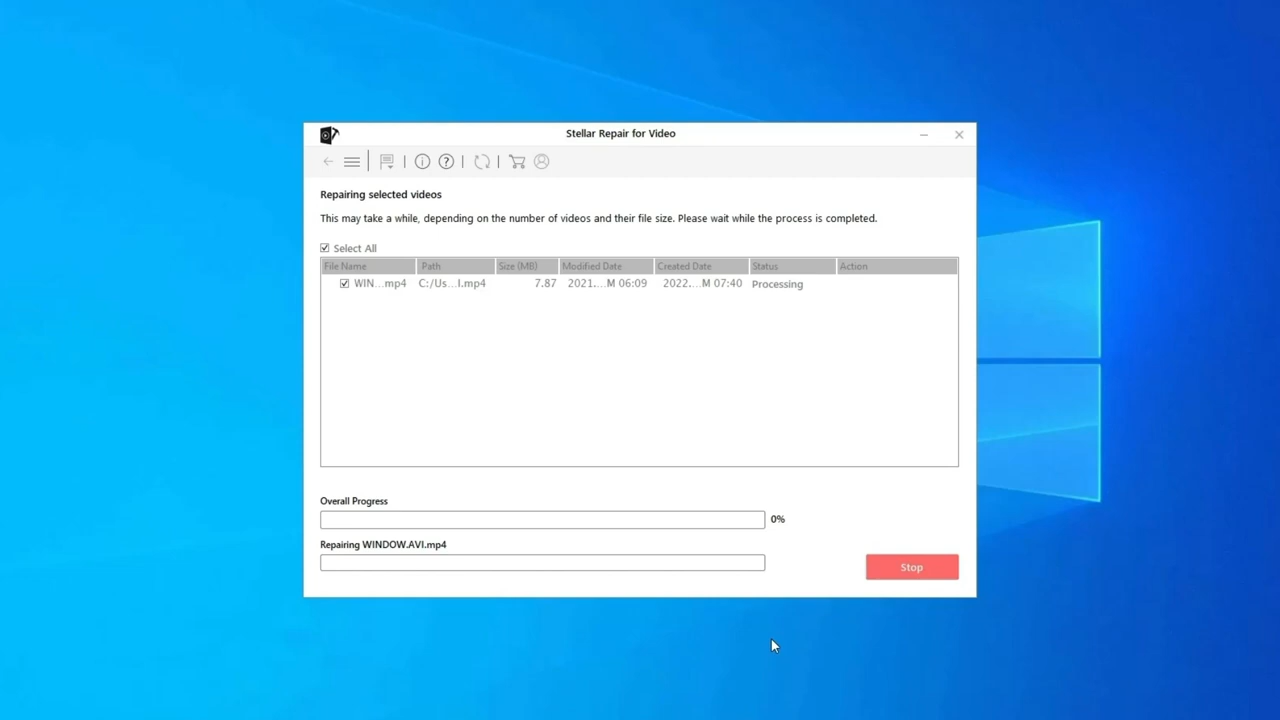 Stellar Repair for Video
Repairing selected videos
This may take a while, depending on the number of videos and their file size. Please wait while the process is completed.
Select All
File Name Path Size (MB) Modified Date Created Date Status Action
WIN...mp4 C:/Us...I.mp4 7.87 2021....M 06:09 2022....M 07:40 Processing
Overall Progress
0%
Repairing WINDOW.AVI.mp4
Stop